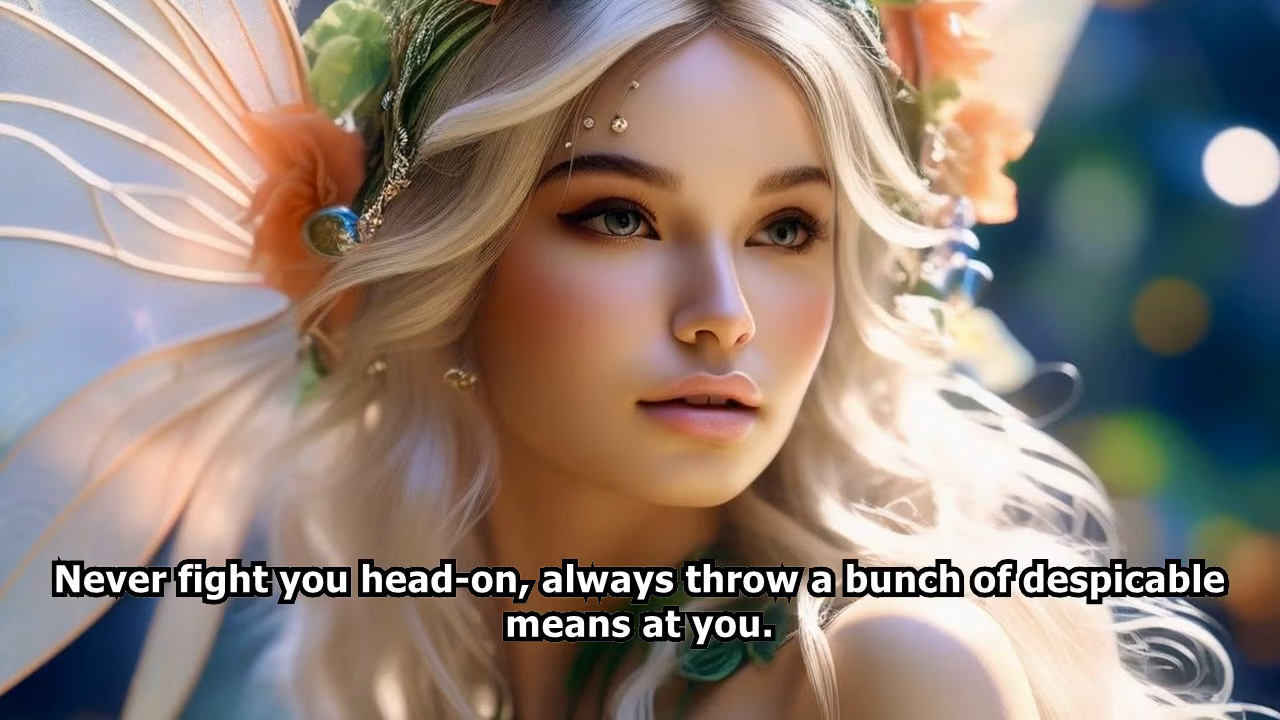 Never fight you head-on, always throw a bunch of despicable
means at you.